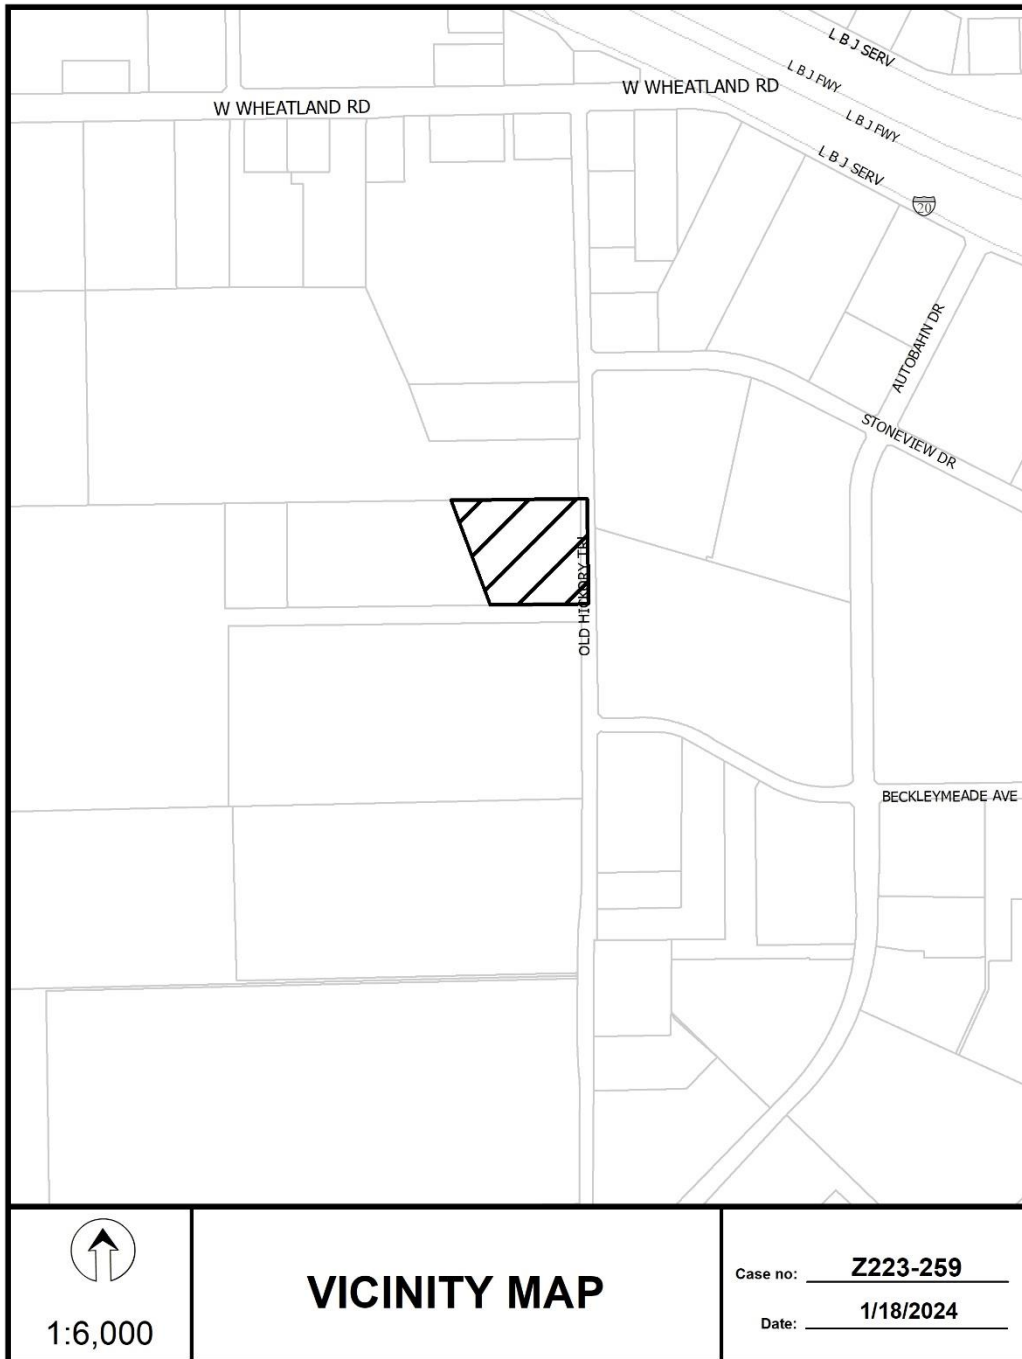 L B J SERV
L B J FWY
W WHEATLAND RD
W WHEATLAND RD
L B J FWY
L B J SERV
20
AUTOBAHN DR
STONEVIEW DR
OLD HICKORY TRL
BECKLEYMEADE AVE
1:6,000
VICINITY MAP
Case no: Z223-259
Date: 1/18/2024